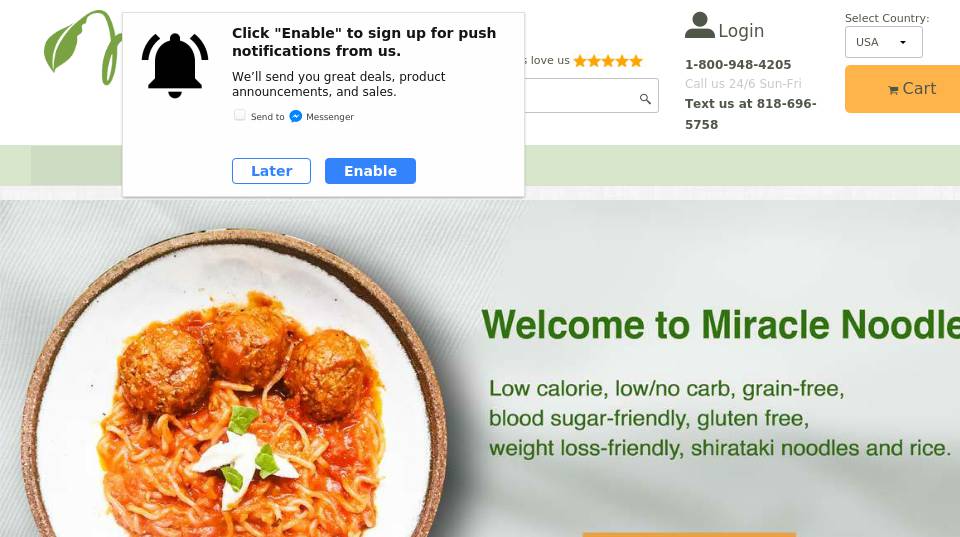 Click "Enable" to sign up for push
notifications from us.
We'll send you great deals, product
announcements, and sales.
Send to Messenger
Later
Enable
love us
Login
1-800-948-4205
Call us 24/6 Sun-Fri
Text us at 818-696-
5758
Select Country:
USA
Cart
Welcome to Miracle Noodle
Low calorie, low/no carb, grain-free,
blood sugar-friendly, gluten free,
weight loss-friendly, shirataki noodles and rice.